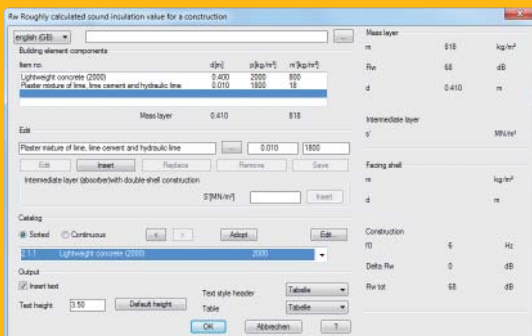 Rw Roughly calculated sound insulation value for a construction
english (GB) ...
Building element components
Item no. d[m] p[kg/m³] m'[kg/m²]
Lightweight concrete (2000) 0.400 2000 800
Plaster mixture of lime, lime cement and hydraulic lime 0.010 1800 18
Mass layer 0.410 818
Edit
Plaster mixture of lime, lime cement and hydraulic lime ... 0.010 1800
Edit Insert Replace Remove Save
Intermediate layer (absorber)with double-shell construction
S'[MN/m³] Insert
Catalog
Sorted Continuous < > Adopt Edit...
2.1.1 Lightweight concrete (2000) 2000
Output
Insert text
Text height 3.50 Default height
Text style header Tabelle
Table Tabelle
OK Abbrechen ?
Mass layer
m 818 kg/m²
Rw 68 dB
d 0.410 m
Intermediate layer
s' MN/m³
Facing shell
m kg/m²
d m
Construction
f0 6 Hz
Delta Rw 0 dB
Rw tot 68 dB